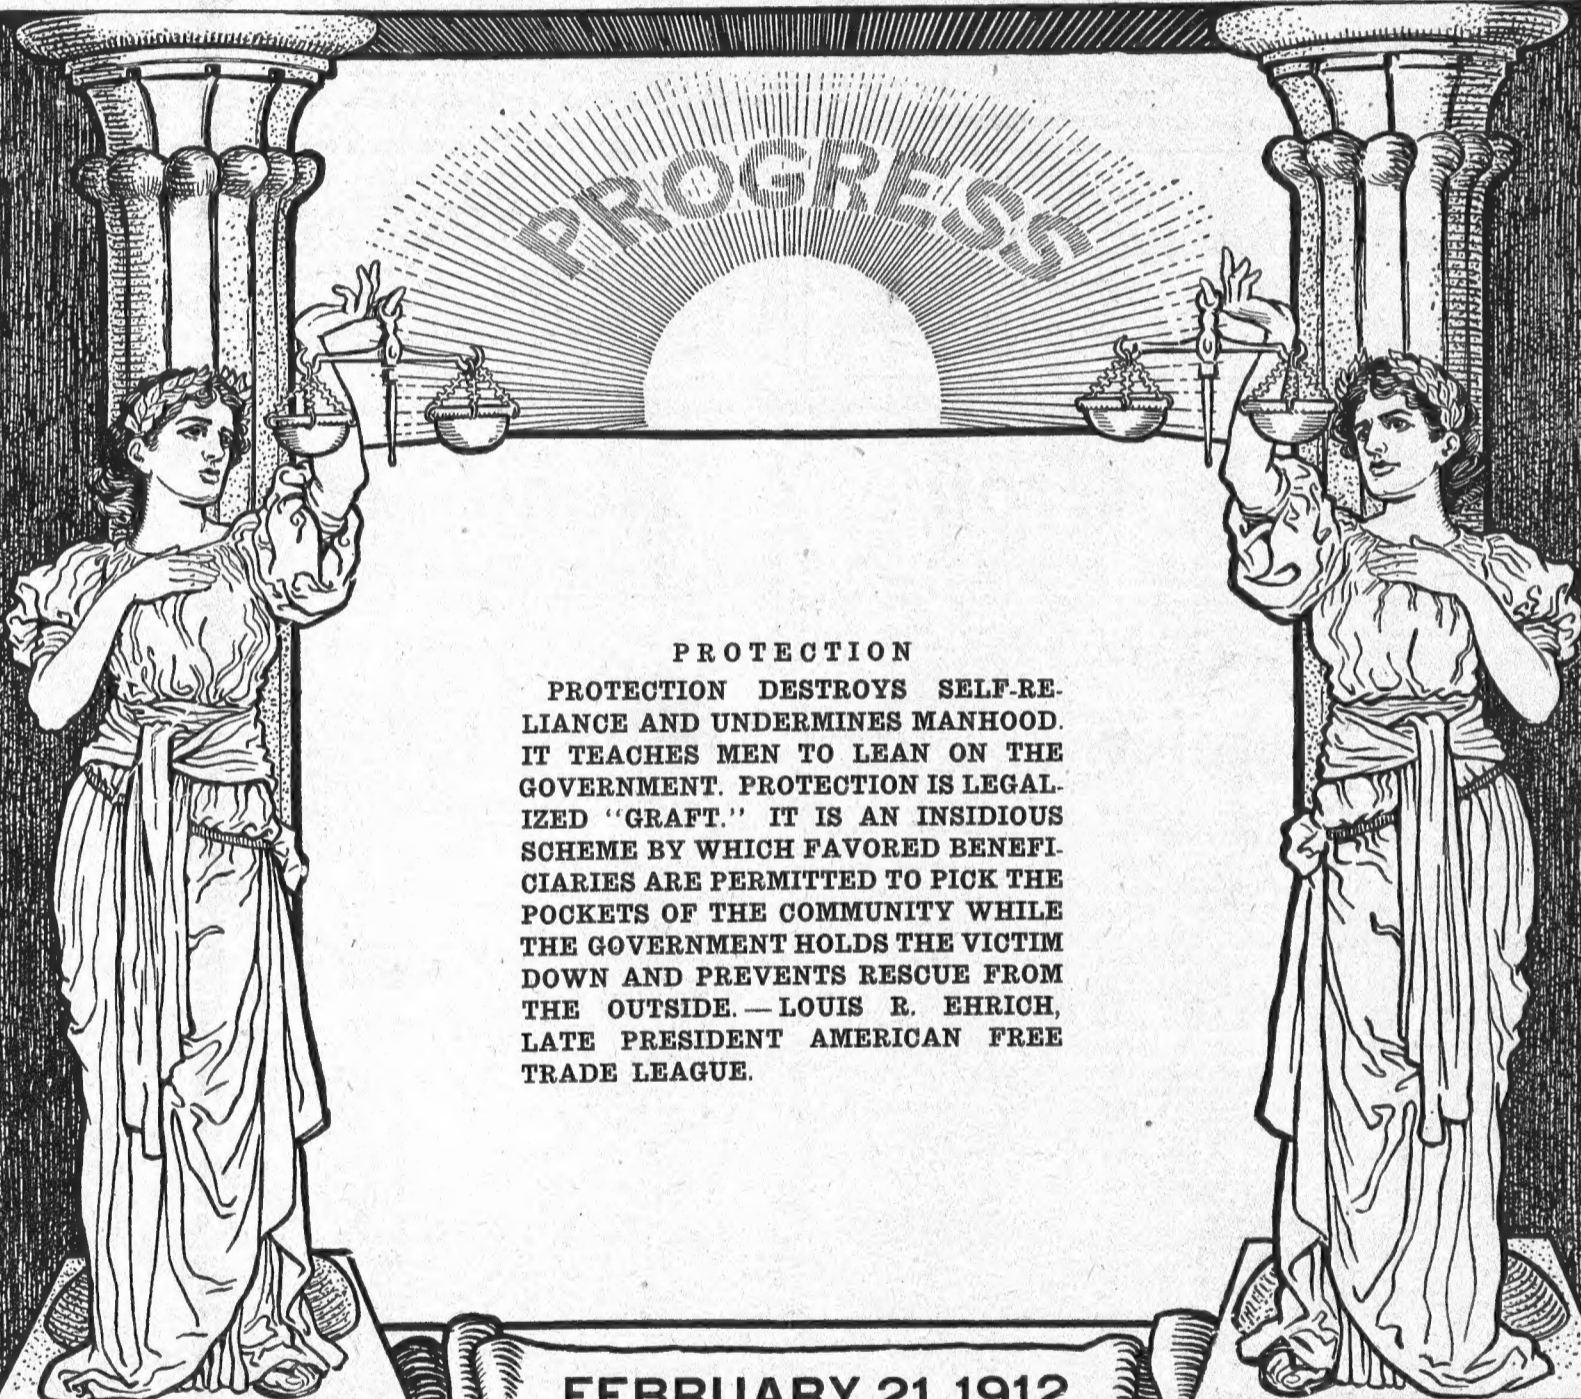 PROGRESS
PROTECTION
PROTECTION DESTROYS SELF-RE-
LIANCE AND UNDERMINES MANHOOD.
IT TEACHES MEN TO LEAN ON THE
GOVERNMENT. PROTECTION IS LEGAL-
IZED "GRAFT." IT IS AN INSIDIOUS
SCHEME BY WHICH FAVORED BENEFI-
CIARIES ARE PERMITTED TO PICK THE
POCKETS OF THE COMMUNITY WHILE
THE GOVERNMENT HOLDS THE VICTIM
DOWN AND PREVENTS RESCUE FROM
THE OUTSIDE.—LOUIS R. EHRICH,
LATE PRESIDENT AMERICAN FREE
TRADE LEAGUE.
FEBRUARY 21, 1912